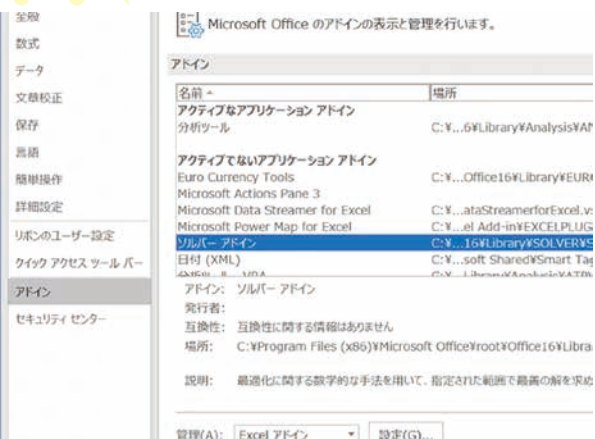 全般
数式
データ
文章校正
保存
言語
簡単操作
詳細設定
リボンのユーザー設定
クイック アクセス ツール バー
アドイン
セキュリティ センター
Microsoft Office のアドインの表示と管理を行います。
アドイン
名前 場所
アクティブなアプリケーション アドイン
分析ツール C:¥...6¥Library¥Analysis¥AN
アクティブでないアプリケーション アドイン
Euro Currency Tools C:¥...Office16¥Library¥EUR
Microsoft Actions Pane 3
Microsoft Data Streamer for Excel C:¥...ataStreamerforExcel.vs
Microsoft Power Map for Excel C:¥...el Add-in¥EXCELPLUG
ソルバー アドイン C:¥...16¥Library¥SOLVER¥S
日付 (XML) C:¥...soft Shared¥Smart Tag
分析ツール - VBA C:¥...Library¥Analysis¥ATP
アドイン: ソルバー アドイン
発行者:
互換性: 互換性に関する情報はありません
場所: C:¥Program Files (x86)¥Microsoft Office¥root¥Office16¥Libra
説明: 最適化に関する数学的な手法を用いて、指定された範囲で最善の解を求め
管理(A): Excel アドイン 設定(G)...